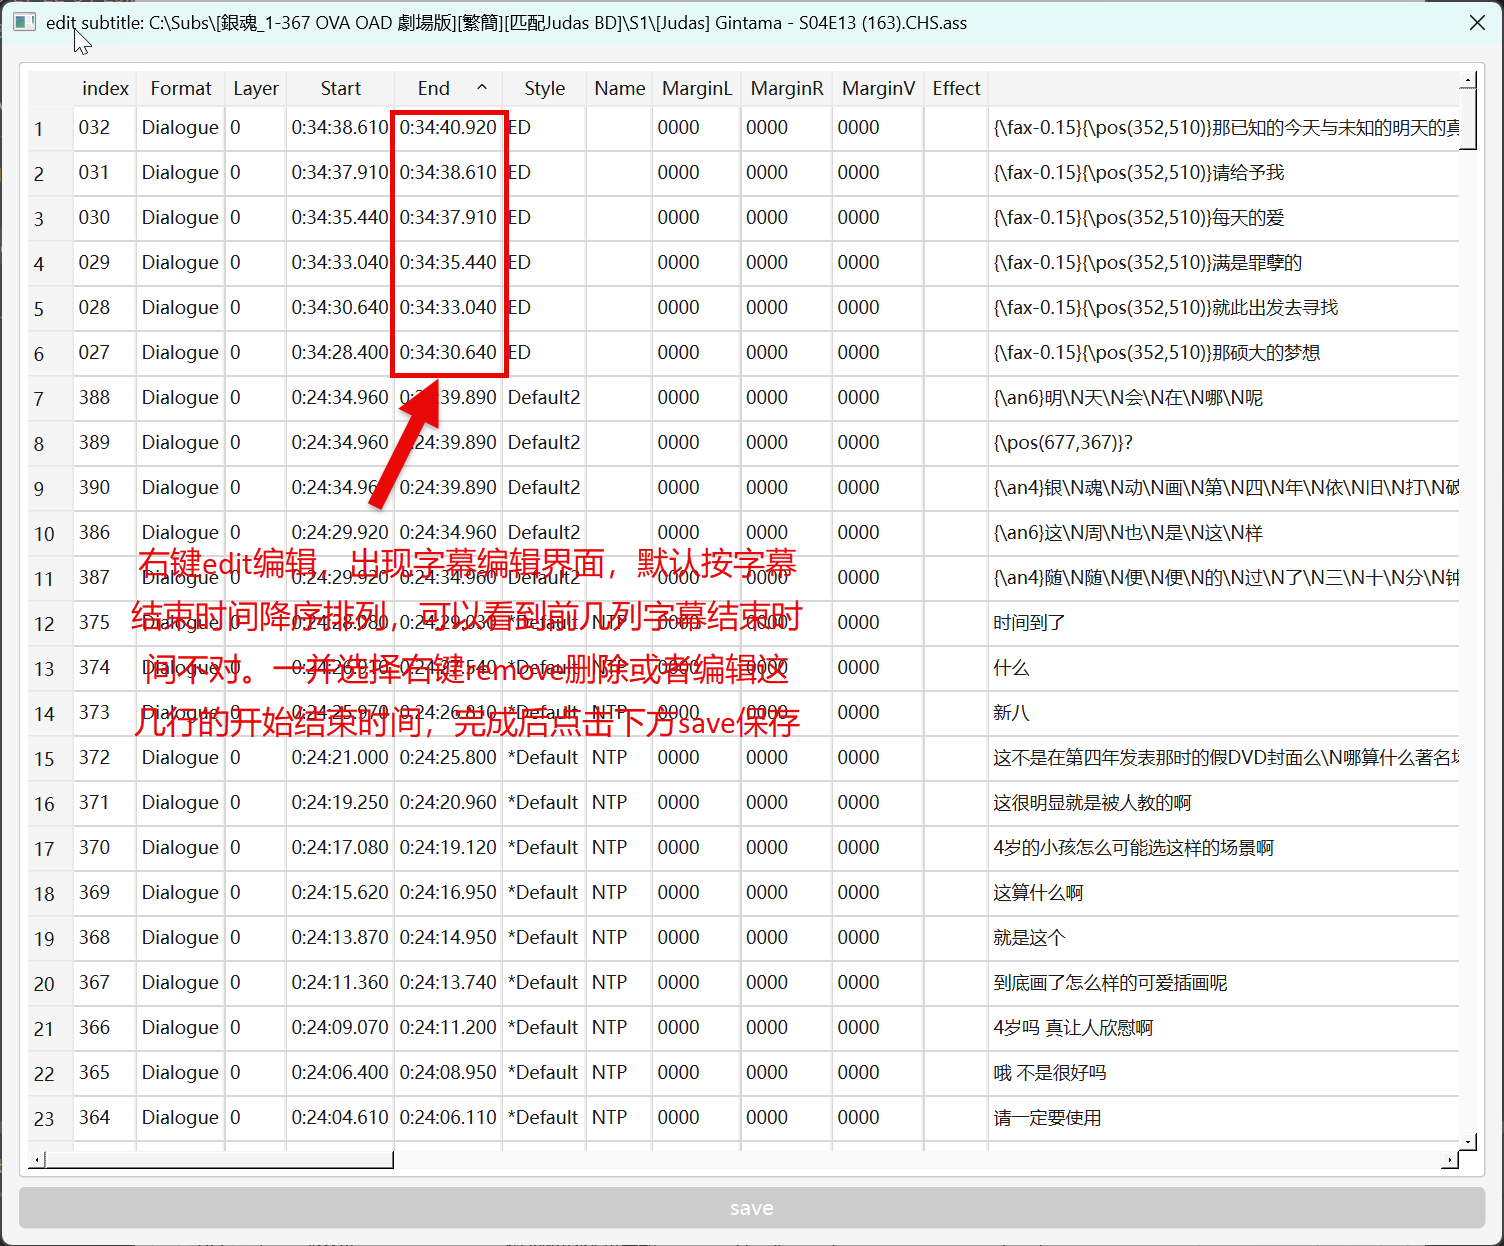 edit subtitle: C:\Subs\[銀魂_1-367 OVA OAD 劇場版][繁簡][匹配Judas BD]\S1\[Judas] Gintama - S04E13 (163).CHS.ass
index Format Layer Start End Style Name MarginL MarginR MarginV Effect
1 032 Dialogue 0 0:34:38.610 0:34:40.920 ED 0000 0000 0000 {\fax-0.15}{\pos(352,510)}那已知的今天与未知的明天的真
2 031 Dialogue 0 0:34:37.910 0:34:38.610 ED 0000 0000 0000 {\fax-0.15}{\pos(352,510)}请给予我
3 030 Dialogue 0 0:34:35.440 0:34:37.910 ED 0000 0000 0000 {\fax-0.15}{\pos(352,510)}每天的爱
4 029 Dialogue 0 0:34:33.040 0:34:35.440 ED 0000 0000 0000 {\fax-0.15}{\pos(352,510)}满是罪孽的
5 028 Dialogue 0 0:34:30.640 0:34:33.040 ED 0000 0000 0000 {\fax-0.15}{\pos(352,510)}就此出发去寻找
6 027 Dialogue 0 0:34:28.400 0:34:30.640 ED 0000 0000 0000 {\fax-0.15}{\pos(352,510)}那硕大的梦想
7 388 Dialogue 0 0:24:34.960 39.890 Default2 0000 0000 0000 {\an6}明\N天\N会\N在\N哪\N呢
8 389 Dialogue 0 0:24:34.960 0:24:39.890 Default2 0000 0000 0000 {\pos(677,367)}?
9 390 Dialogue 0 0:24:34.960 0:24:39.890 Default2 0000 0000 0000 {\an4}银\N魂\N动\N画\N第\N四\N年\N依\N旧\N打\N破
10 386 Dialogue 0 0:24:29.920 0:24:34.960 Default2 0000 0000 0000 {\an6}这\N周\N也\N是\N这\N样
11 387 Dialogue 0 0:24:29.920 0:24:34.960 Default2 0000 0000 0000 {\an4}随\N随\N便\N便\N的\N过\N了\N三\N十\N分\N钟
12 375 Dialogue 0 0:24:28.080 0:24:29.030 *Default NTP 0000 0000 0000 时间到了
13 374 Dialogue 0 *Default NTP 0000 0000 0000 什么
14 373 Dialogue 0 0:24:25.970 0:24:26.810 *Default NTP 0000 0000 0000 新八
右键edit编辑，出现字幕编辑界面，默认按字幕
结束时间降序排列,可以看到前几列字幕结束时
间不对。一并选择右键remove删除或者编辑这
几行的开始结束时间，完成后点击下方save保存
15 372 Dialogue 0 0:24:21.000 0:24:25.800 *Default NTP 0000 0000 0000 这不是在第四年发表那时的假DVD封面么\N哪算什么著名场
16 371 Dialogue 0 0:24:19.250 0:24:20.960 *Default NTP 0000 0000 0000 这很明显就是被人教的啊
17 370 Dialogue 0 0:24:17.080 0:24:19.120 *Default NTP 0000 0000 0000 4岁的小孩怎么可能选这样的场景啊
18 369 Dialogue 0 0:24:15.620 0:24:16.950 *Default NTP 0000 0000 0000 这算什么啊
19 368 Dialogue 0 0:24:13.870 0:24:14.950 *Default NTP 0000 0000 0000 就是这个
20 367 Dialogue 0 0:24:11.360 0:24:13.740 *Default NTP 0000 0000 0000 到底画了怎么样的可爱插画呢
21 366 Dialogue 0 0:24:09.070 0:24:11.200 *Default NTP 0000 0000 0000 4岁吗 真让人欣慰啊
22 365 Dialogue 0 0:24:06.400 0:24:08.950 *Default NTP 0000 0000 0000 哦 不是很好吗
23 364 Dialogue 0 0:24:04.610 0:24:06.110 *Default NTP 0000 0000 0000 请一定要使用
save